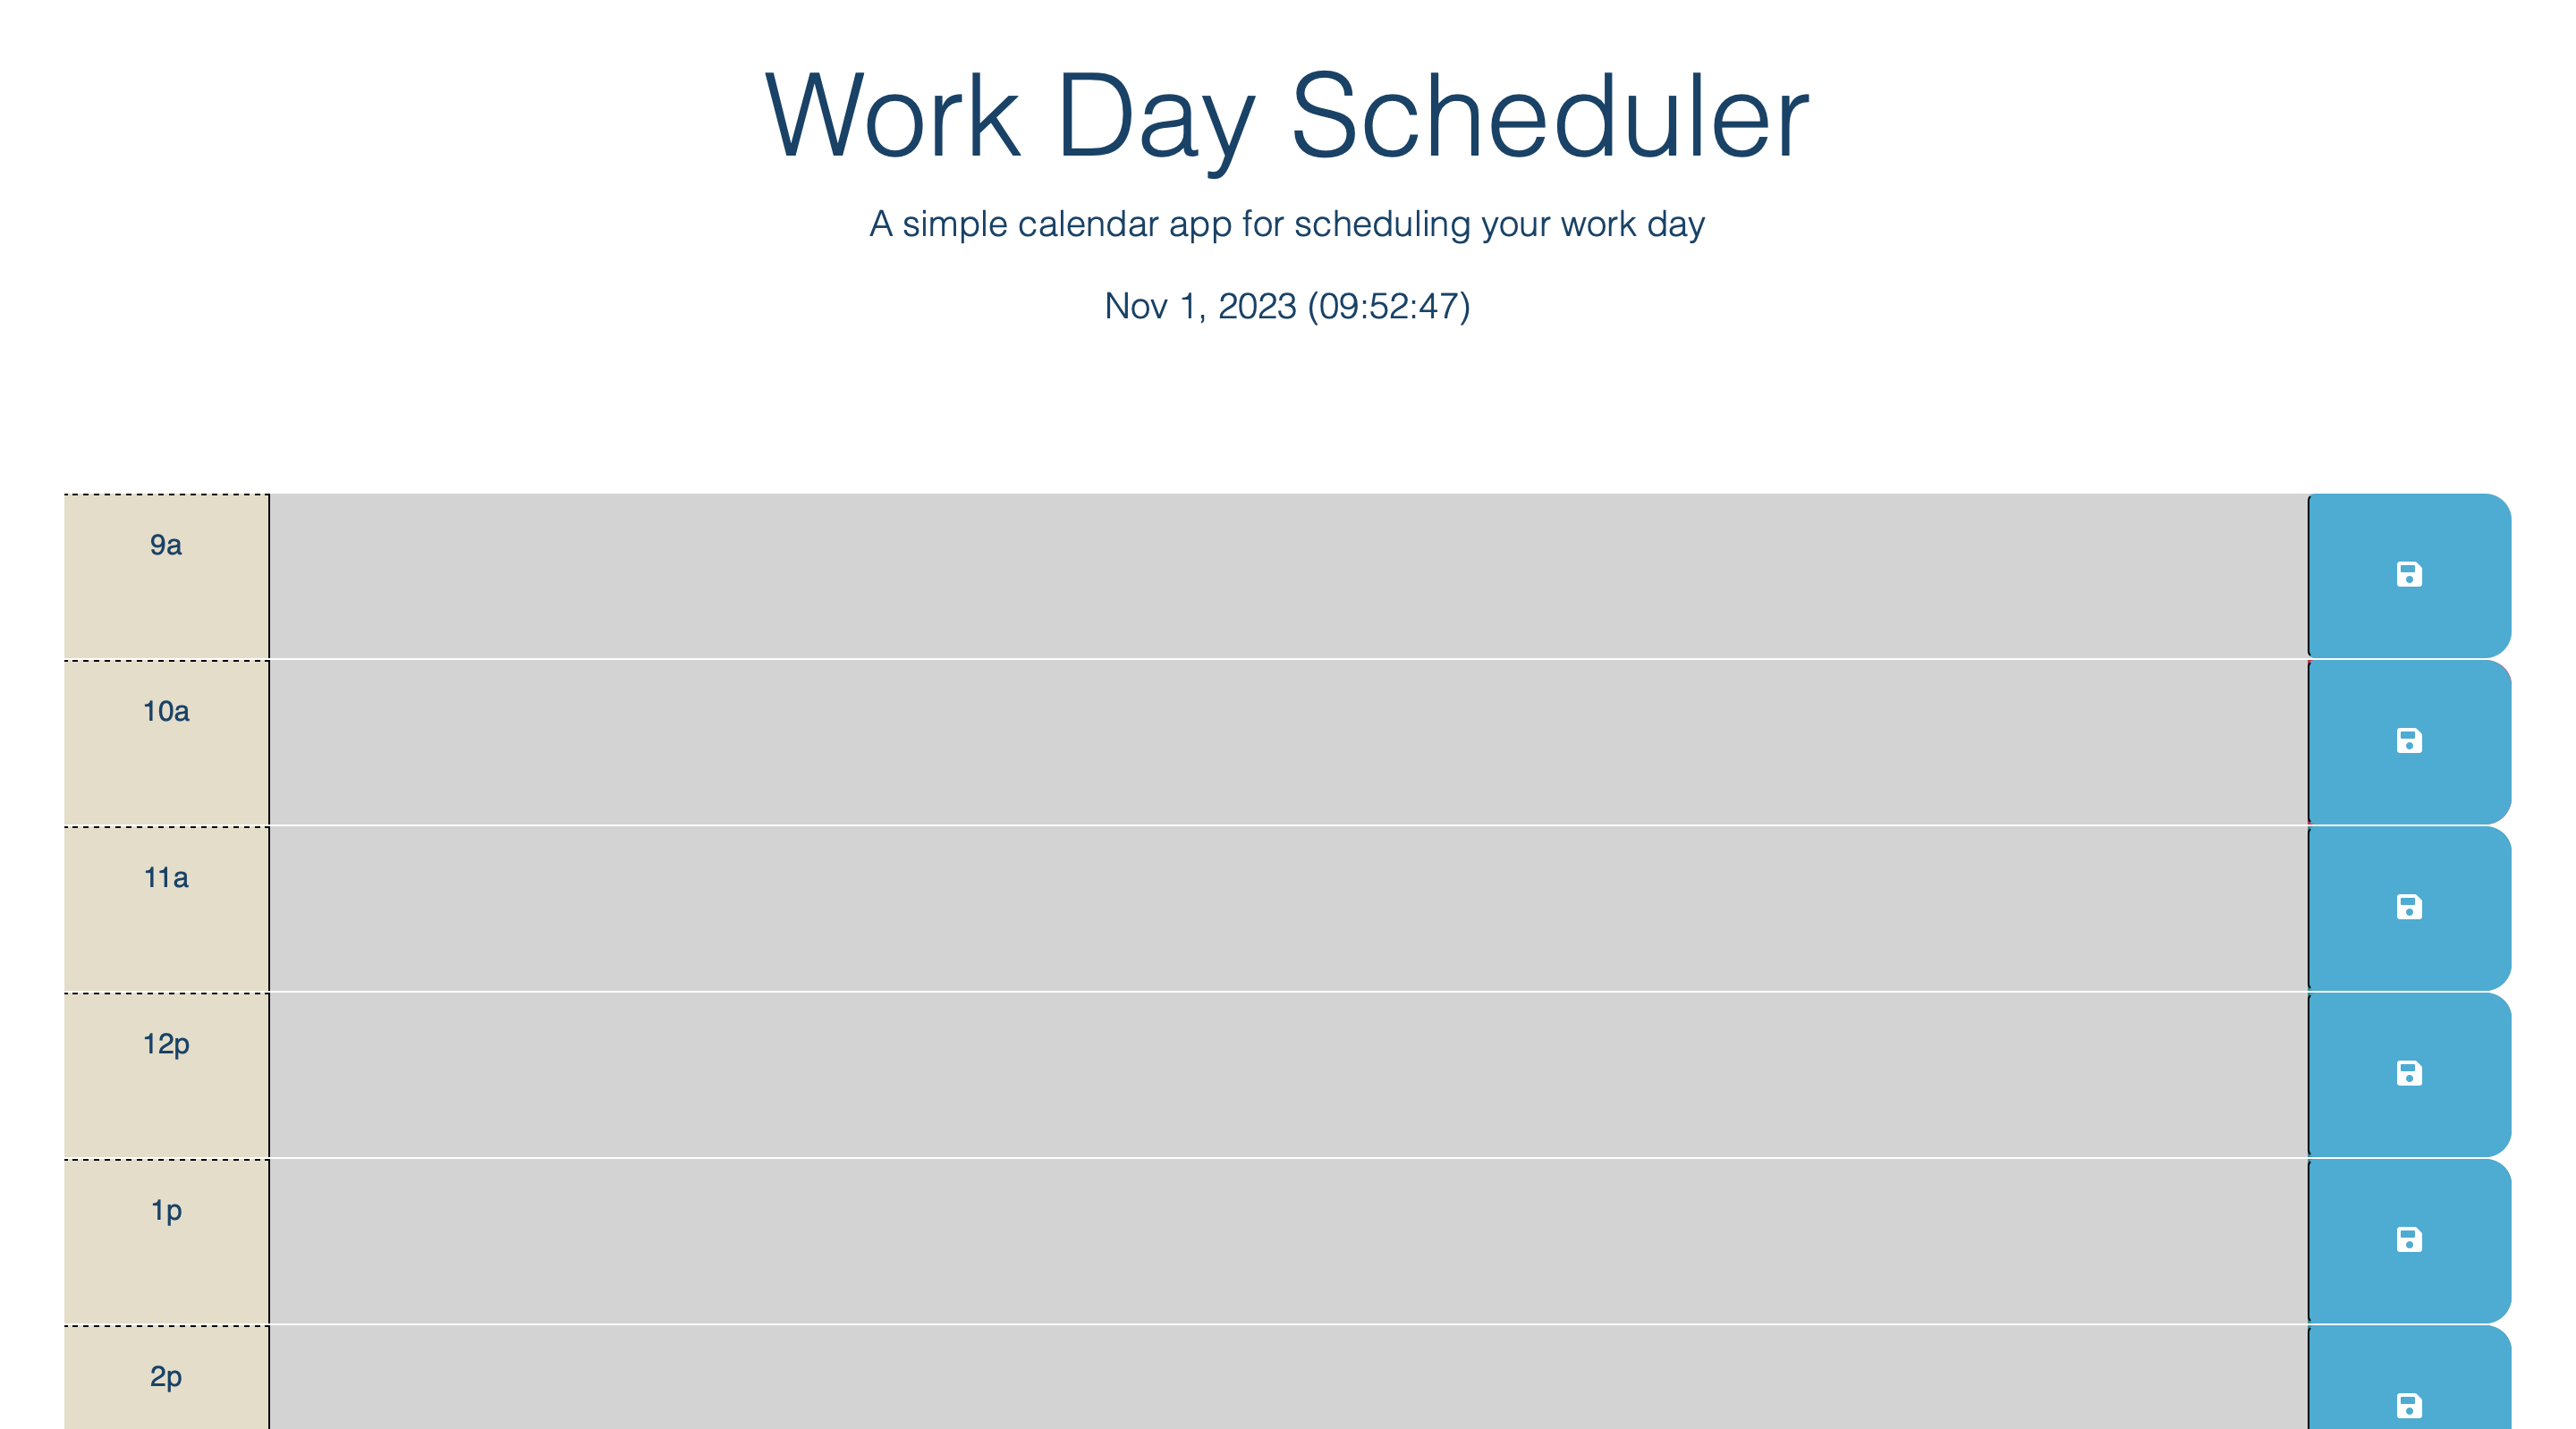 Work Day Scheduler
A simple calendar app for scheduling your work day
Nov 1, 2023 (09:52:47)
9a
10a
11a
12p
1p
2p